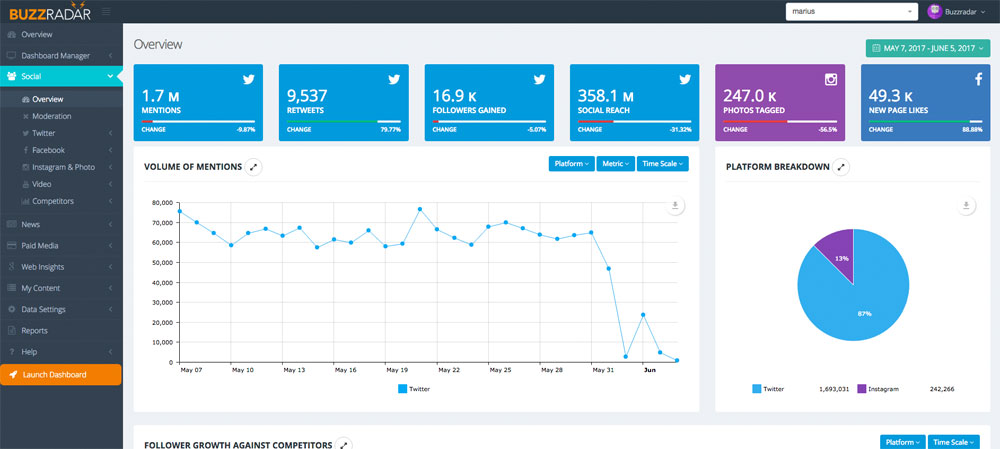 BUZZRADAR
marius
Buzzradar
Overview
Dashboard Manager
Social
Overview
Moderation
Twitter
Facebook
Instagram & Photo
Video
Competitors
News
Paid Media
Web Insights
My Content
Data Settings
Reports
? Help
Launch Dashboard
Overview
MAY 7, 2017 - JUNE 5, 2017
1.7 M
MENTIONS
CHANGE -9.87%
9,537
RETWEETS
CHANGE 79.77%
16.9 K
FOLLOWERS GAINED
CHANGE -5.07%
358.1 M
SOCIAL REACH
CHANGE -31.32%
247.0 K
PHOTOS TAGGED
CHANGE -56.5%
49.3 K
NEW PAGE LIKES
CHANGE 88.88%
VOLUME OF MENTIONS
Platform Metric Time Scale
80,000
70,000
60,000
50,000
40,000
30,000
20,000
10,000
0
May 07 May 10 May 13 May 16 May 19 May 22 May 25 May 28 May 31 Jun
Twitter
PLATFORM BREAKDOWN
13%
87%
Twitter 1,693,031 Instagram 242,266
FOLLOWER GROWTH AGAINST COMPETITORS
Platform Time Scale